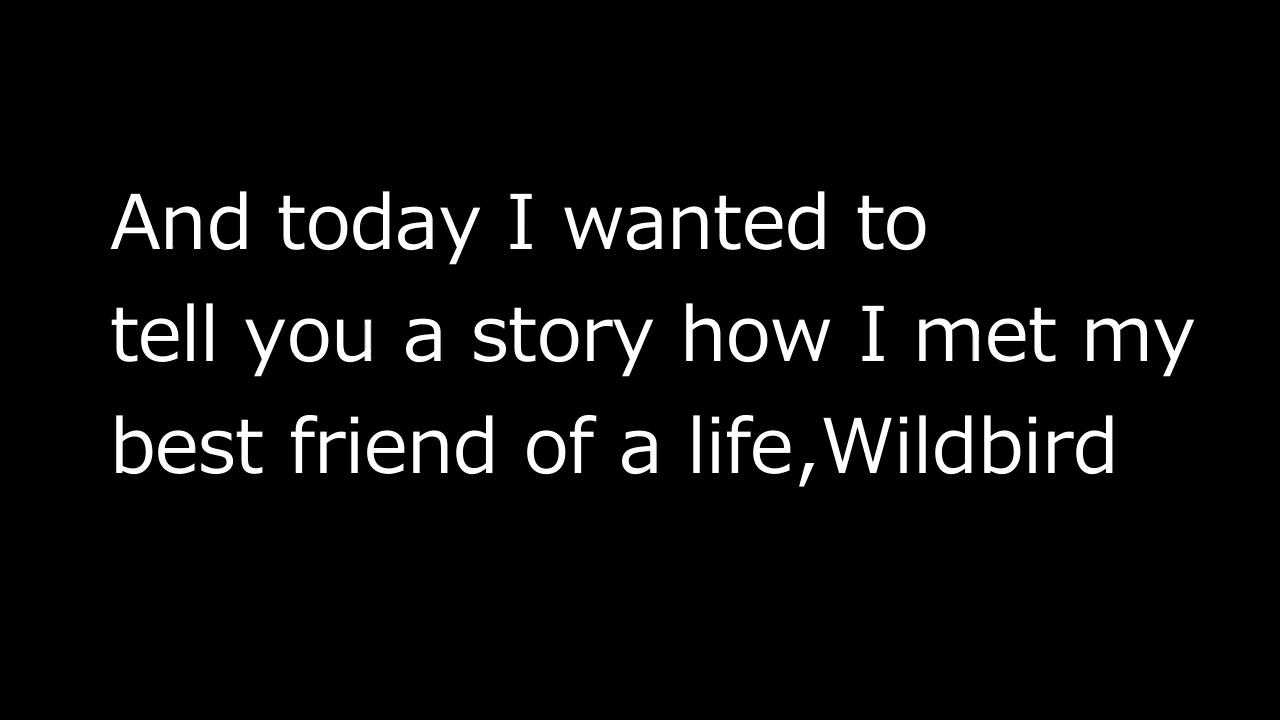 And today I wanted to
tell you a story how I met my
best friend of a life,Wildbird